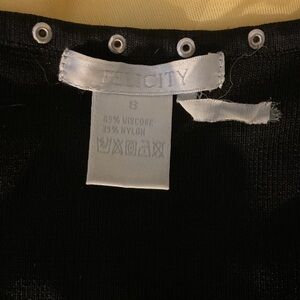 FELICITY
S
65% VISCOSE
35% NYLON